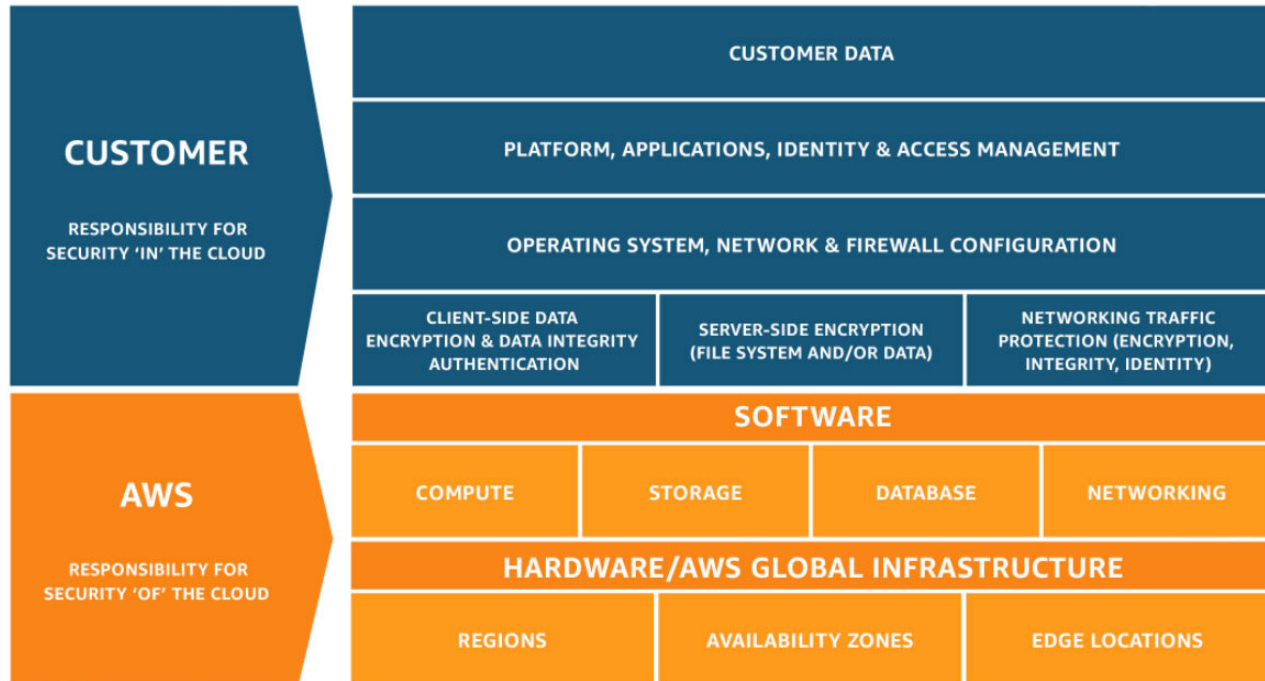 CUSTOMER
RESPONSIBILITY FOR
SECURITY ‘IN’ THE CLOUD
CUSTOMER DATA
PLATFORM, APPLICATIONS, IDENTITY & ACCESS MANAGEMENT
OPERATING SYSTEM, NETWORK & FIREWALL CONFIGURATION
CLIENT-SIDE DATA
ENCRYPTION & DATA INTEGRITY
AUTHENTICATION
SERVER-SIDE ENCRYPTION
(FILE SYSTEM AND/OR DATA)
NETWORKING TRAFFIC
PROTECTION (ENCRYPTION,
INTEGRITY, IDENTITY)
AWS
RESPONSIBILITY FOR
SECURITY ‘OF’ THE CLOUD
SOFTWARE
COMPUTE
STORAGE
DATABASE
NETWORKING
HARDWARE/AWS GLOBAL INFRASTRUCTURE
REGIONS
AVAILABILITY ZONES
EDGE LOCATIONS